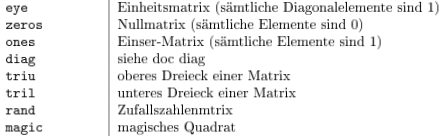 eye Einheitsmatrix (sämtliche Diagonalelemente sind 1)
zeros Nullmatrix (sämtliche Elemente sind 0)
ones Einser-Matrix (sämtliche Elemente sind 1)
diag siehe doc diag
triu oberes Dreieck einer Matrix
tril unteres Dreieck einer Matrix
rand Zufallszahlenmtrix
magic magisches Quadrat